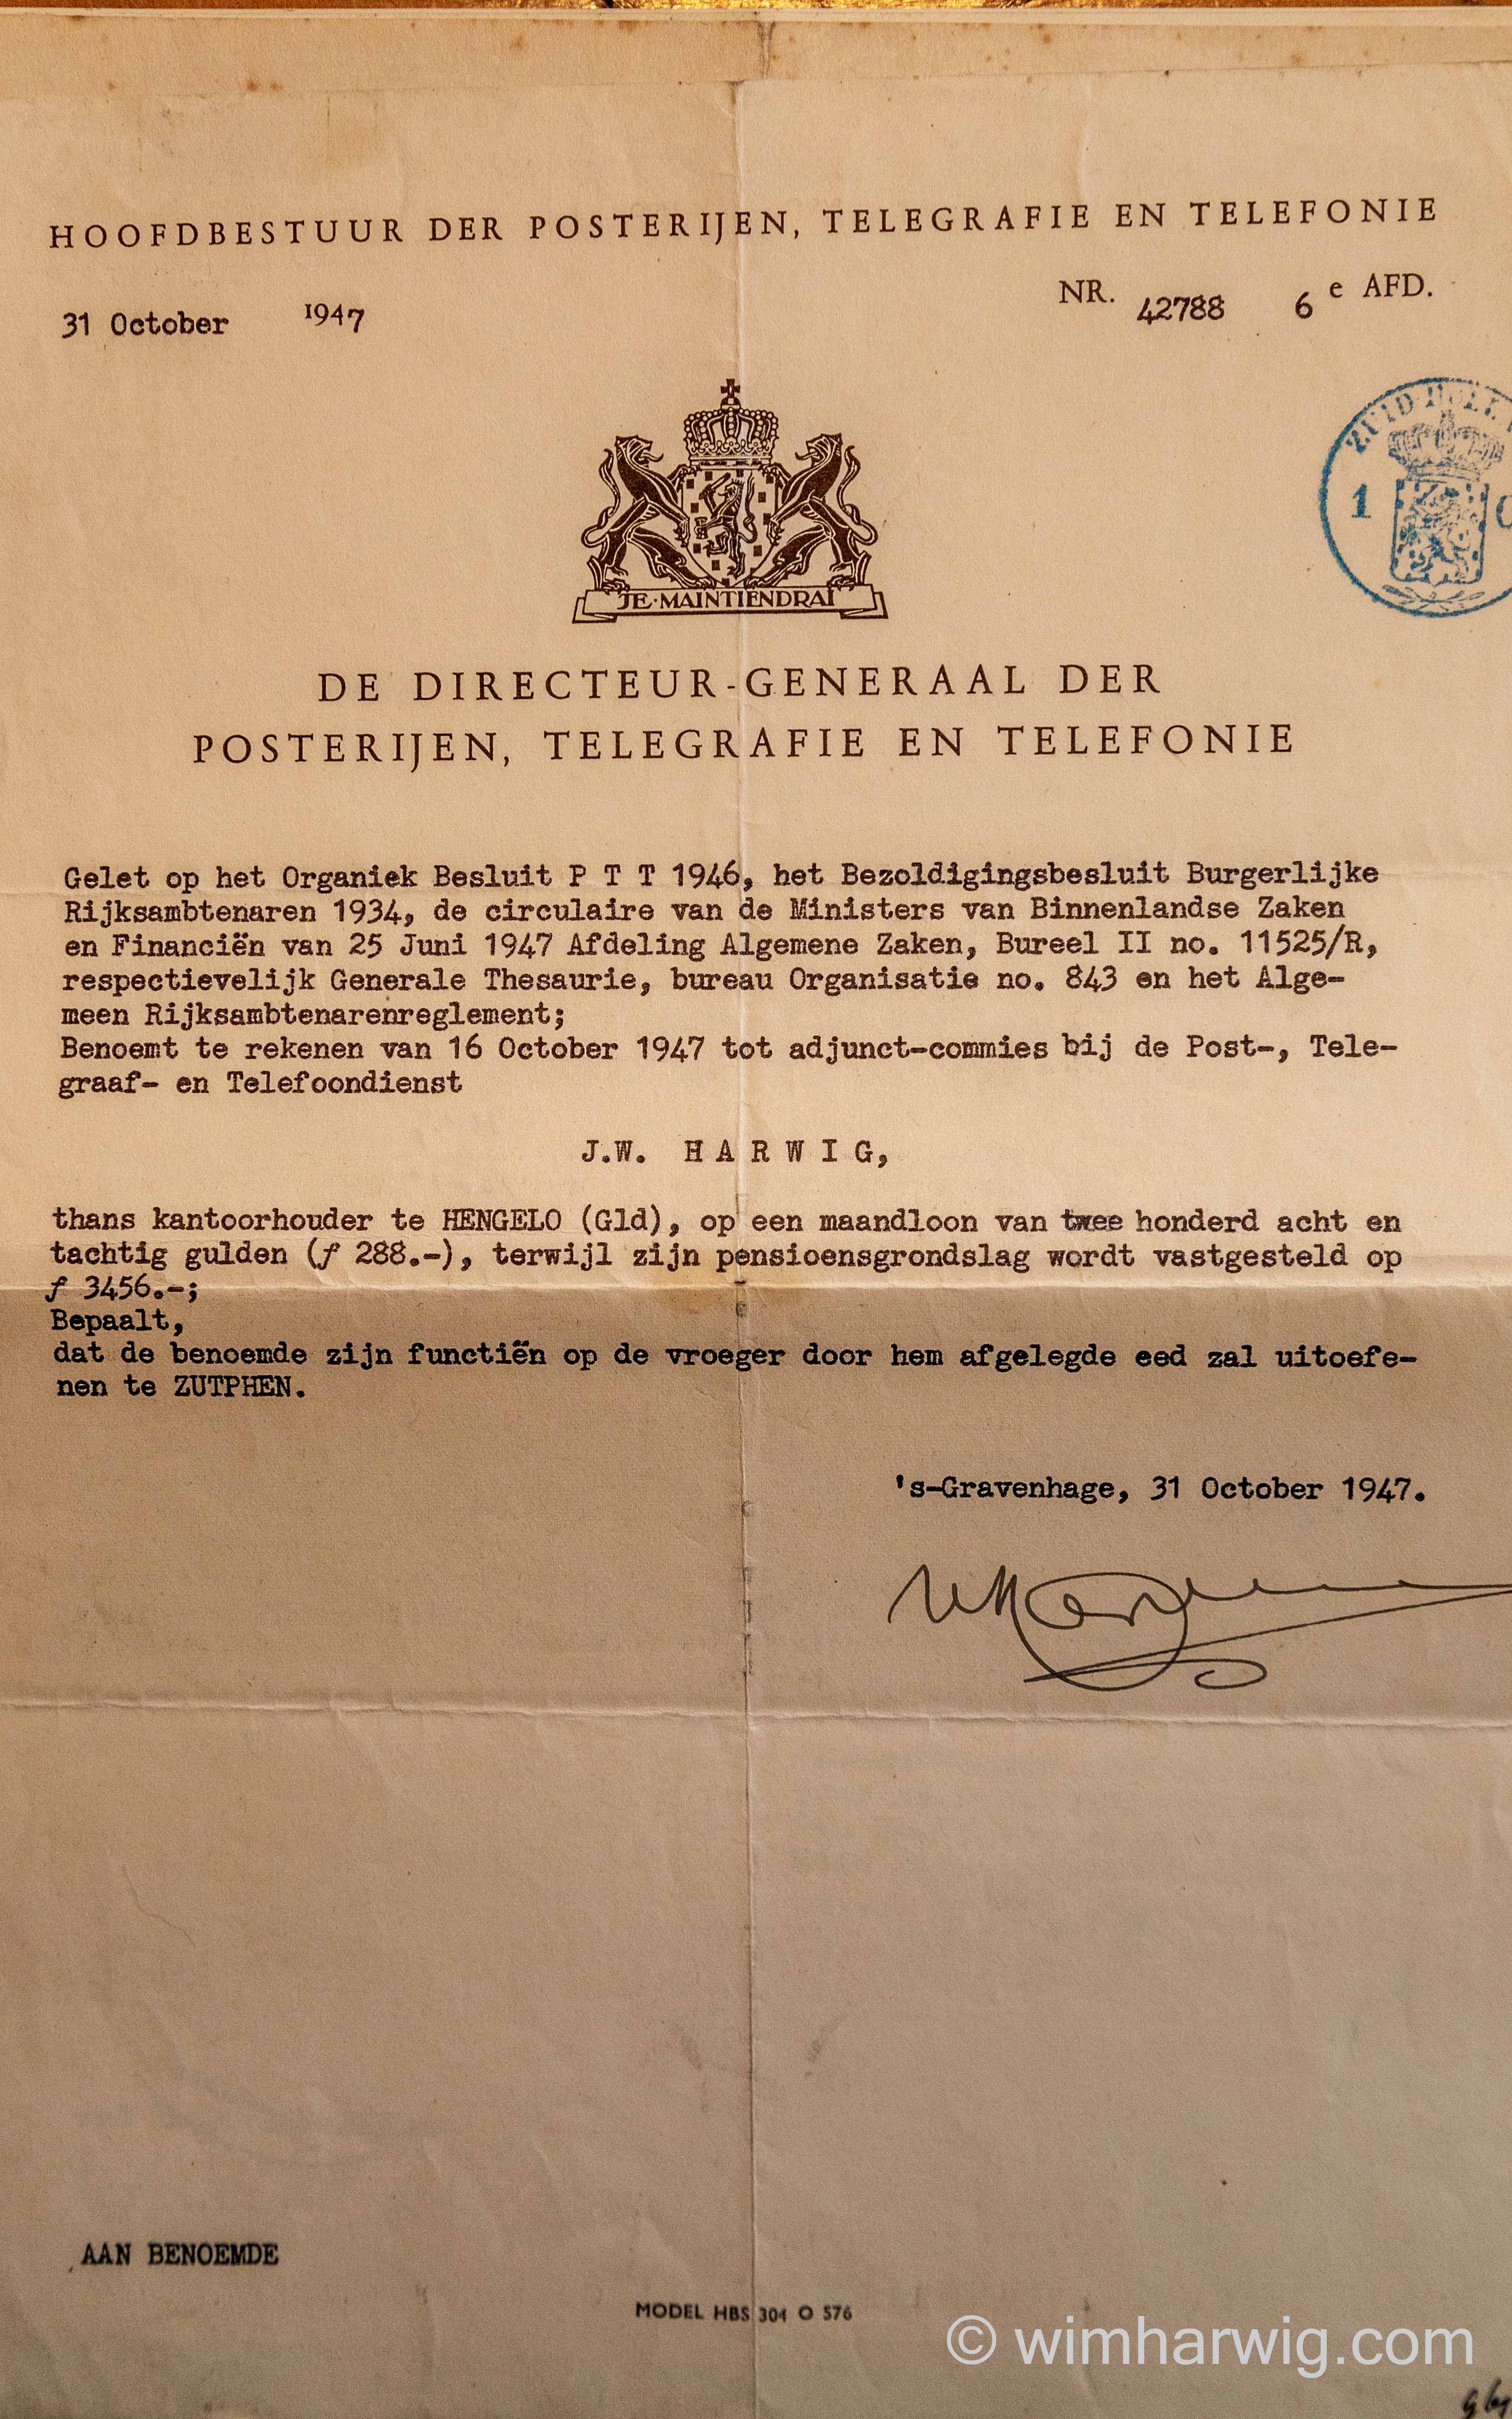 HOOFDBESTUUR DER POSTERIJEN, TELEGRAFIE EN TELEFONIE
31 October 1947 NR. 42788 6e AFD.
ZUID-HOLL
1
JE·MAINTIENDRAI
DE DIRECTEUR-GENERAAL DER
POSTERIJEN, TELEGRAFIE EN TELEFONIE
Gelet op het Organiek Besluit P T T 1946, het Bezoldigingsbesluit Burgerlijke
Rijksambtenaren 1934, de circulaire van de Ministers van Binnenlandse Zaken
en Financiën van 25 Juni 1947 Afdeling Algemene Zaken, Bureel II no. 11525/R,
respectievelijk Generale Thesaurie, bureau Organisatie no. 843 en het Alge-
meen Rijksambtenarenreglement;
Benoemt te rekenen van 16 October 1947 tot adjunct-commies bij de Post-, Tele-
graaf- en Telefoondienst
J.W. H A R W I G,
thans kantoorhouder te HENGELO (Gld), op een maandloon van twee honderd acht en
tachtig gulden (ƒ 288.-), terwijl zijn pensioensgrondslag wordt vastgesteld op
ƒ 3456.-;
Bepaalt,
dat de benoemde zijn functiën op de vroeger door hem afgelegde eed zal uitoefe-
nen te ZUTPHEN.
's-Gravenhage, 31 October 1947.
AAN BENOEMDE
MODEL HBS 304 O 576
© wimharwig.com